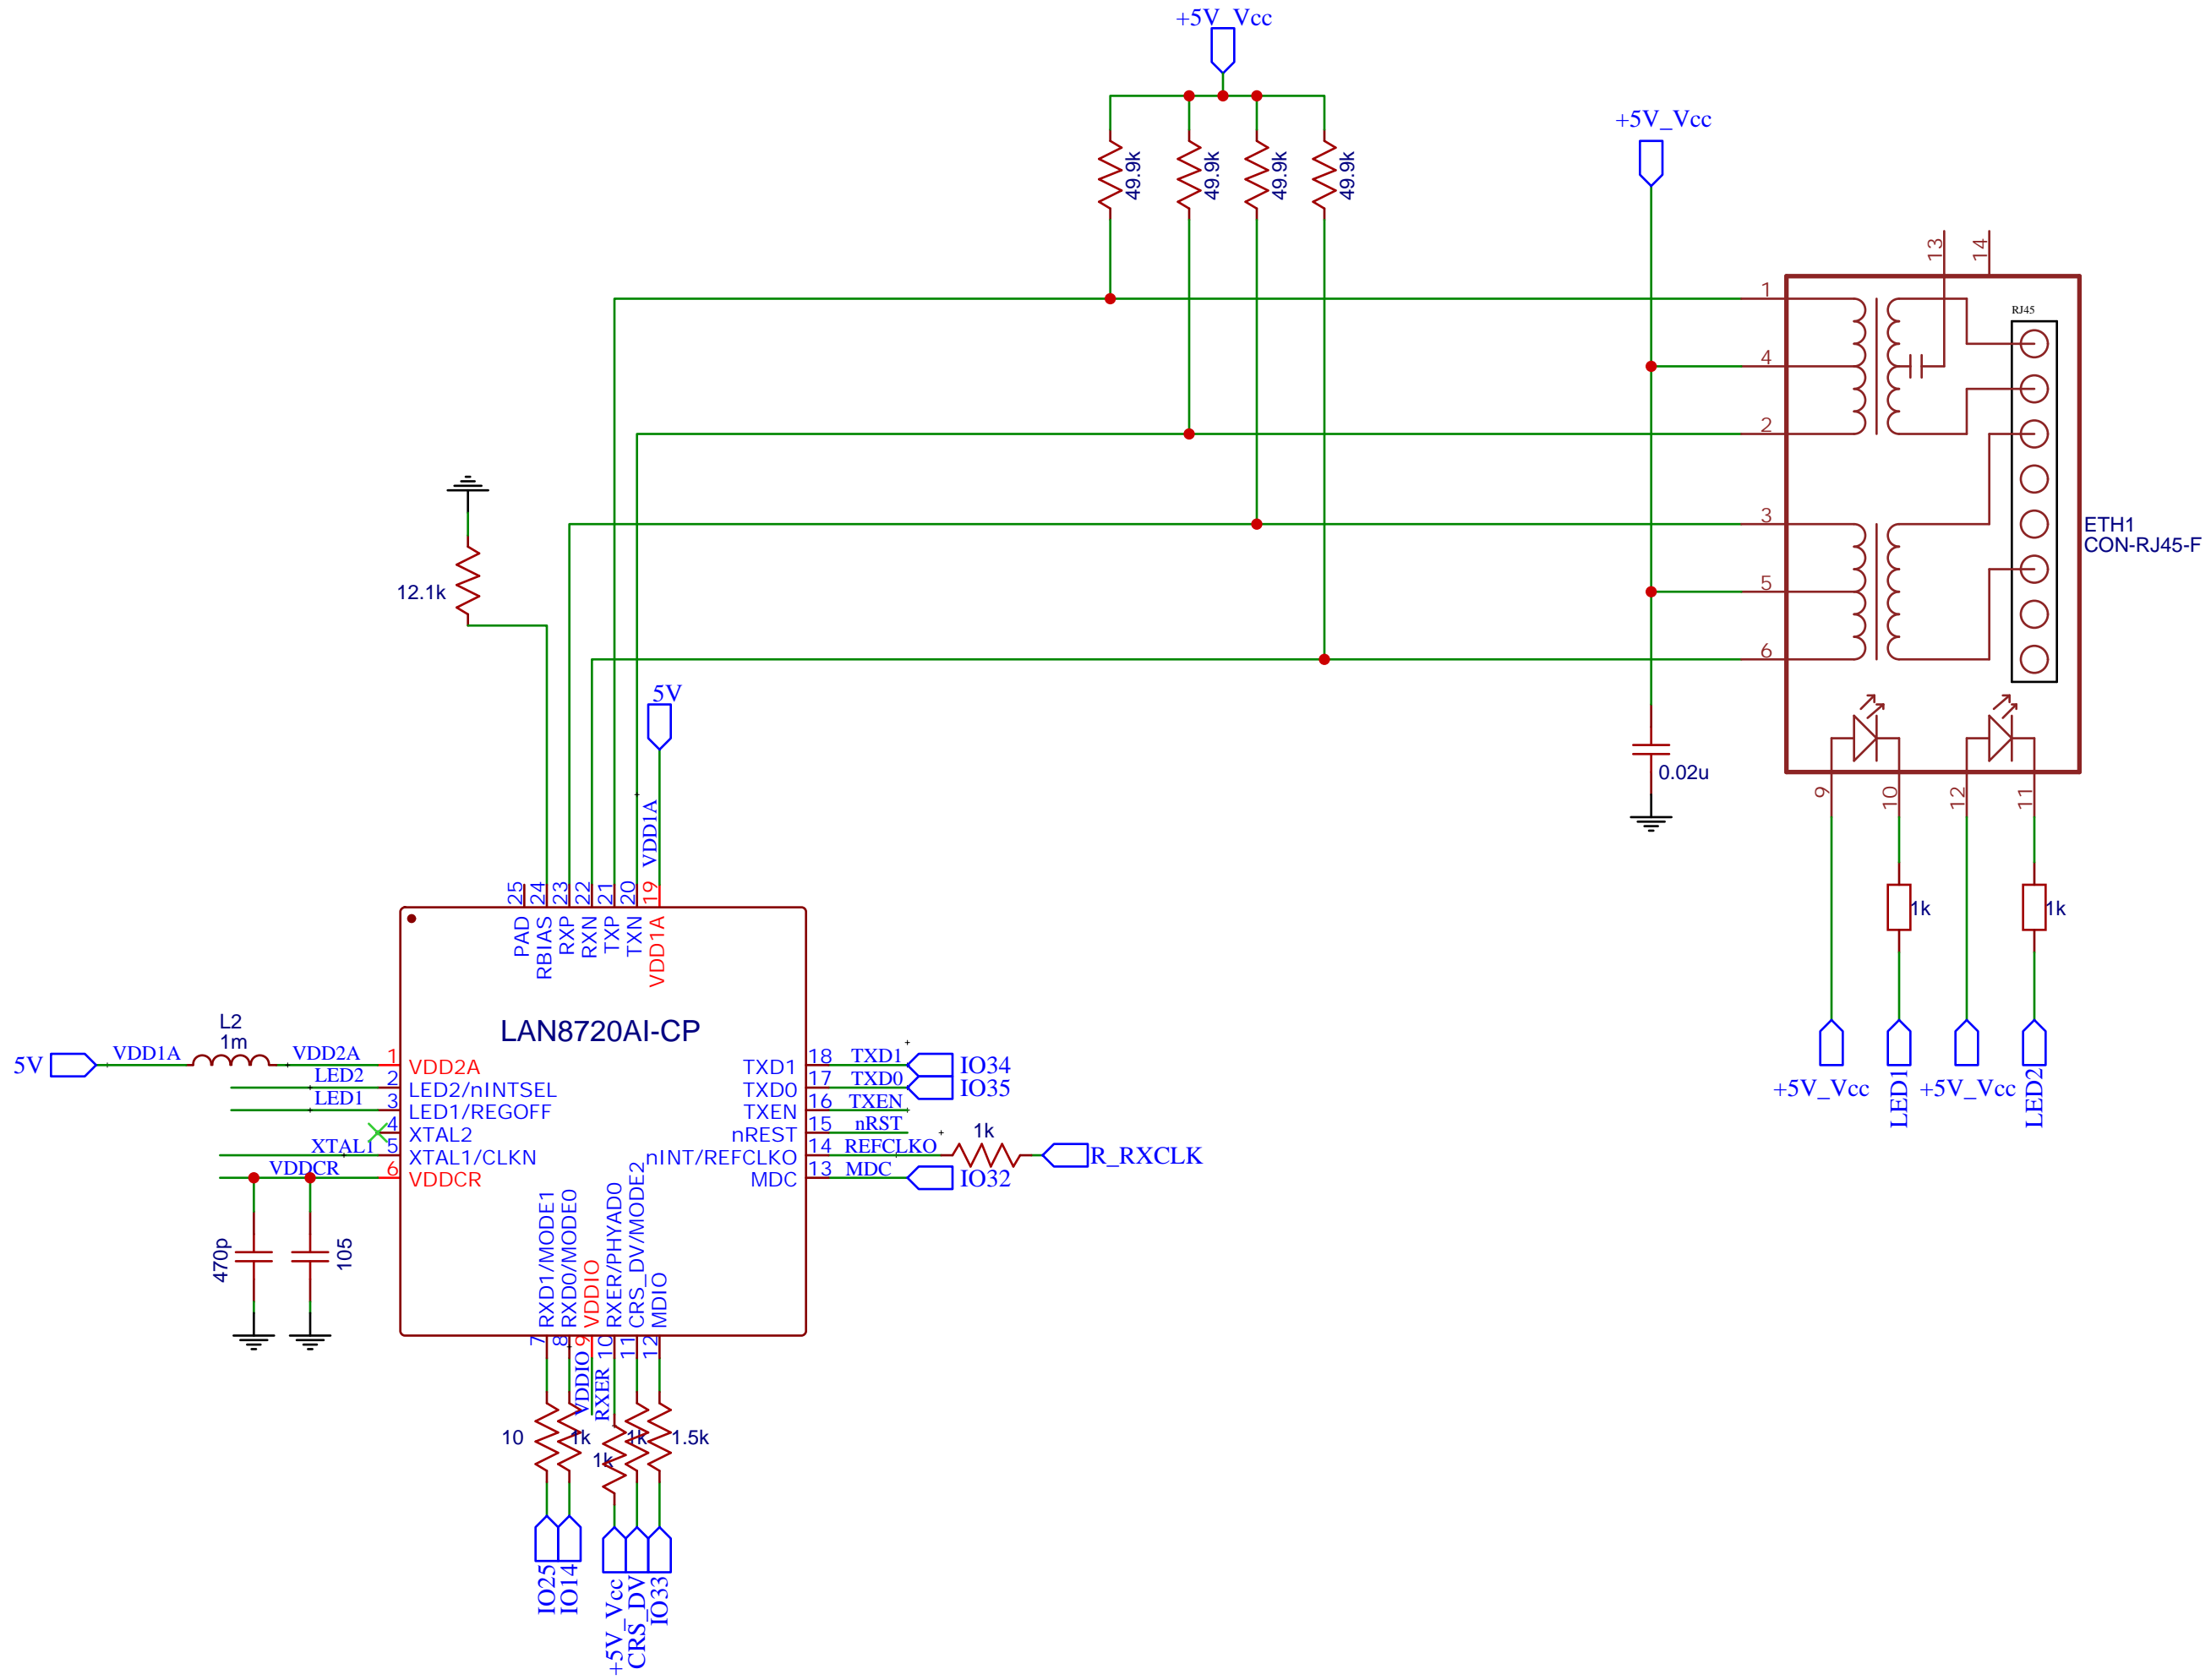 +5V_Vcc
+5V_Vcc
49.9k
49.9k
49.9k
49.9k
13
14
1
RJ45
4
2
3
ETH1
CON-RJ45-F
5
12.1k
6
5V
0.02u
VDD1A
9
10
12
11
1k
1k
25
24
23
22
21
20
19
PAD
RBIAS
RXP
RXN
TXP
TXN
VDD1A
LAN8720AI-CP
L2
1m
5V
VDD1A
VDD2A
1
VDD2A
LED2
2
LED2/nINTSEL
LED1
3
LED1/REGOFF
4
XTAL2
XTAL1
5
XTAL1/CLKN
VDDCR
6
VDDCR
TXD1
18
TXD1
IO34
TXD0
17
TXD0
IO35
TXEN
16
TXEN
nREST
15
nRST
nINT/REFCLKO
14
REFCLKO
1k
R_RXCLK
MDC
13
MDC
IO32
+5V_Vcc
LED1
+5V_Vcc
LED2
470p
105
RXD1/MODE1
RXD0/MODE0
VDDIO
RXER/PHYAD0
CRS_DV/MODE2
MDIO
7
8
9
10
11
12
VDDIO
RXER
10
1k
1k
1k
1.5k
IO25
IO14
+5V_Vcc
CRS_DV
IO33